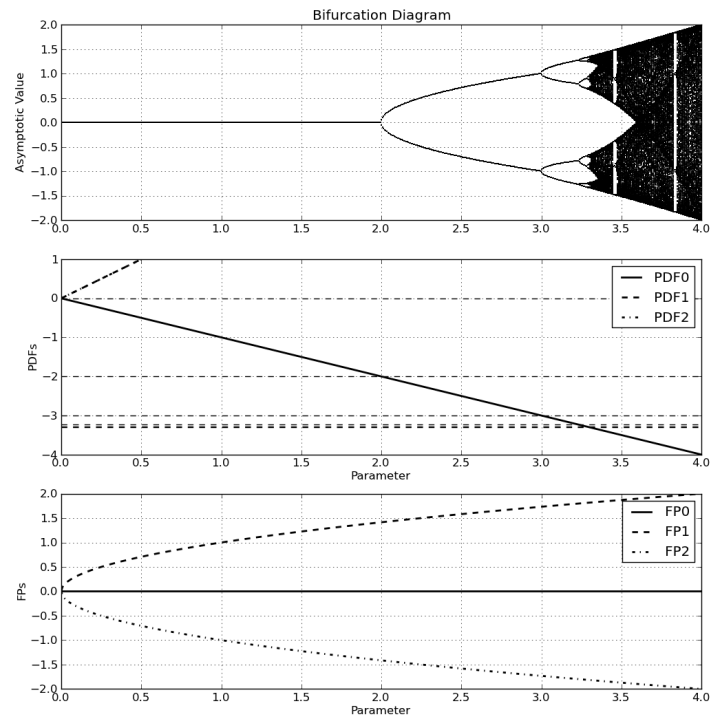 Bifurcation Diagram
2.0
1.5
1.0
0.5
0.0
−0.5
−1.0
−1.5
−2.0
Asymptotic Value
0.0 0.5 1.0 1.5 2.0 2.5 3.0 3.5 4.0
1
0
−1
−2
−3
−4
PDFs
PDF0
PDF1
PDF2
0.0 0.5 1.0 1.5 2.0 2.5 3.0 3.5 4.0
Parameter
2.0
1.5
1.0
0.5
0.0
−0.5
−1.0
−1.5
−2.0
FPs
FP0
FP1
FP2
0.0 0.5 1.0 1.5 2.0 2.5 3.0 3.5 4.0
Parameter